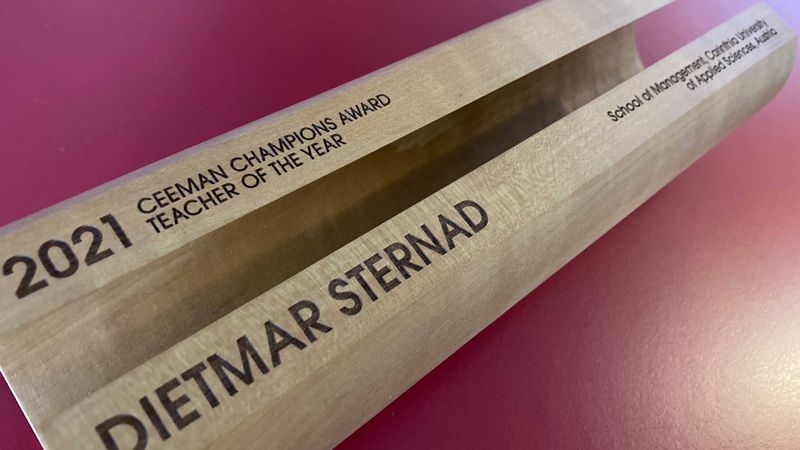 2021
CEEMAN CHAMPIONS AWARD
TEACHER OF THE YEAR
DIETMAR STERNAD
School of Management, Carinthia University
of Applied Sciences, Austria